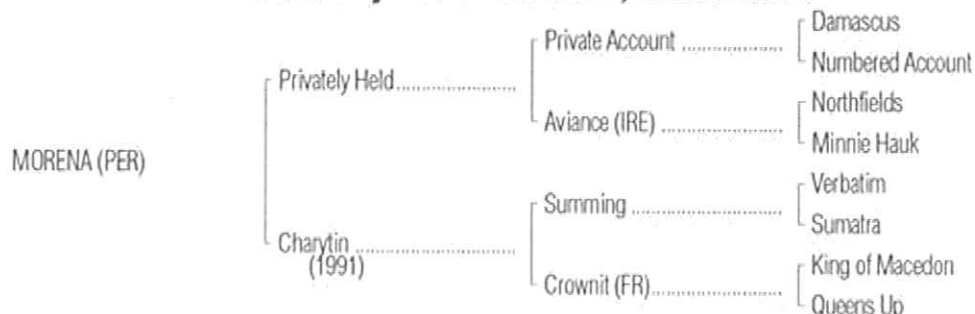 Damascus
Private Account
Numbered Account
Privately Held
Northfields
Aviance (IRE)
Minnie Hauk
MORENA (PER)
Verbatim
Summing
Sumatra
Charytin
(1991)
King of Macedon
Crownit (FR)
Queens Up